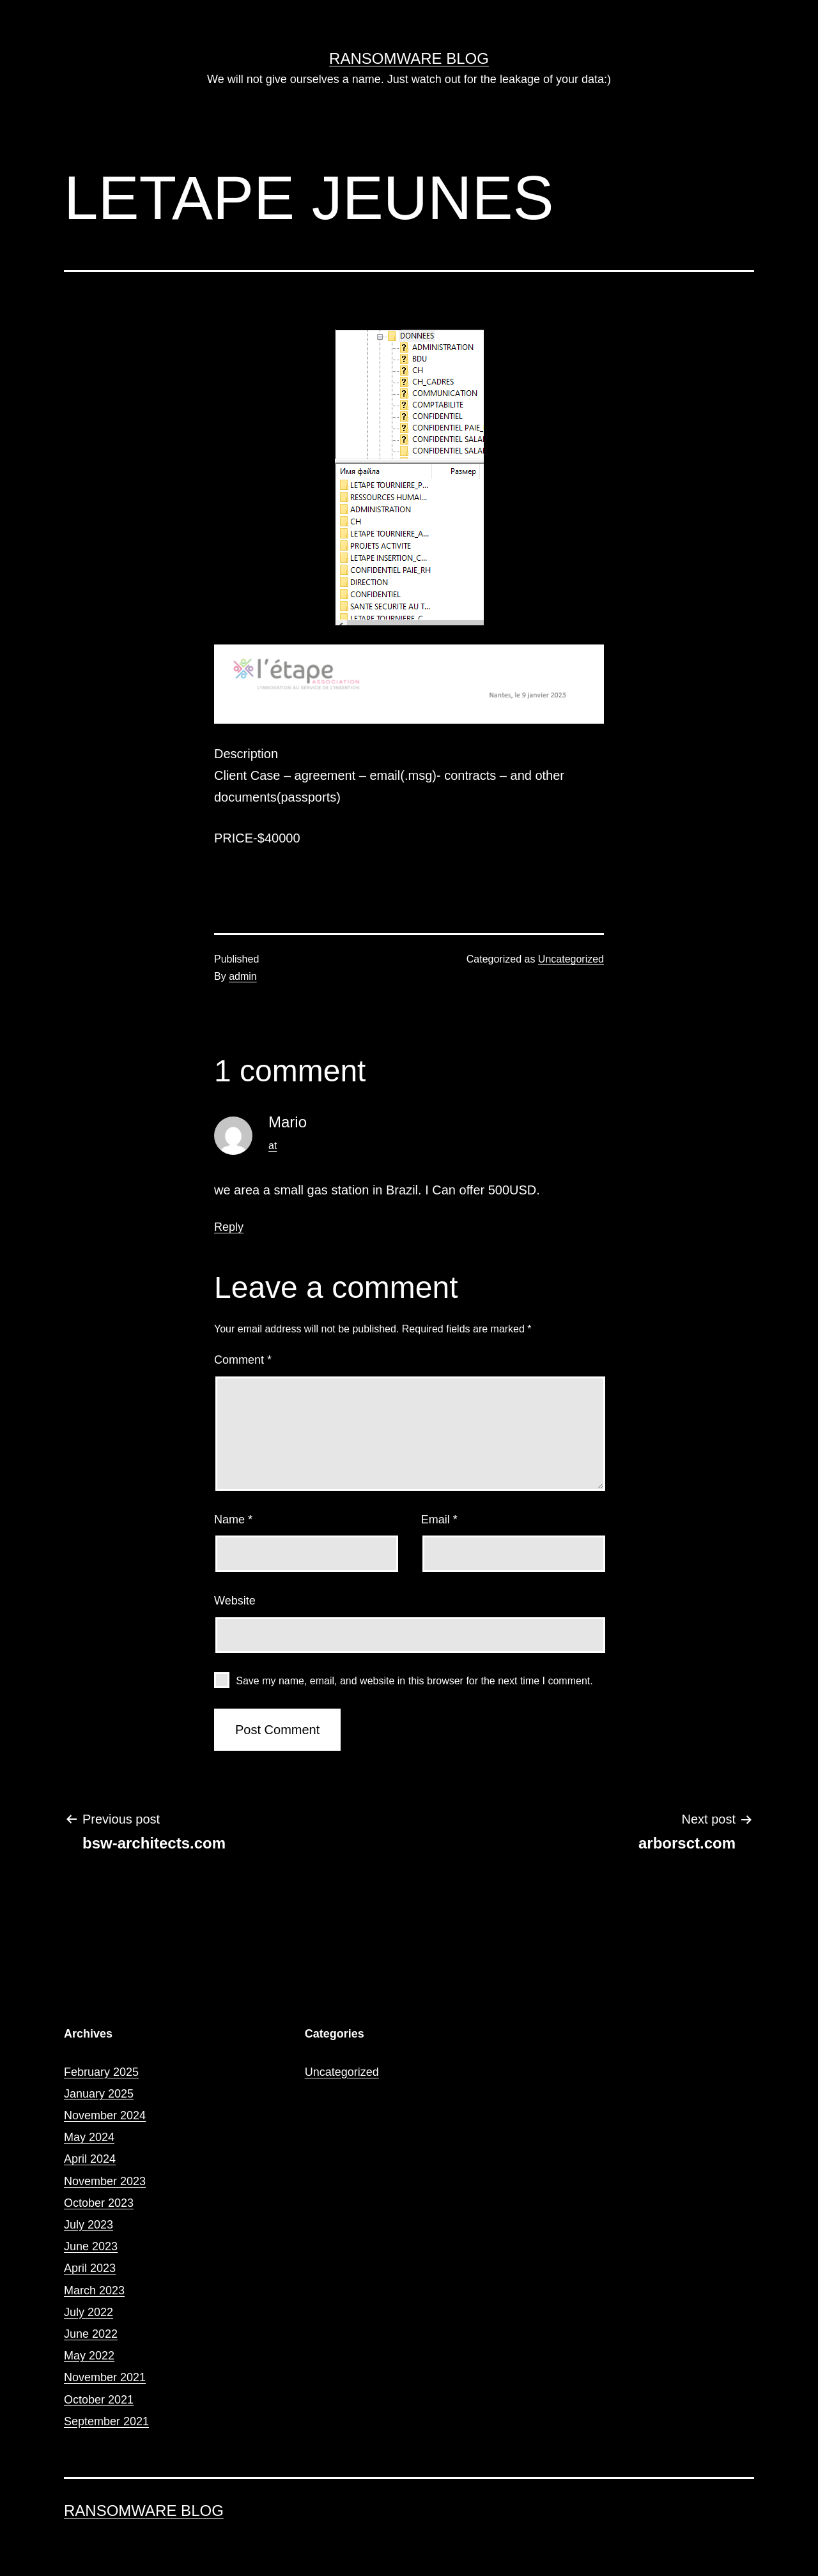 RANSOMWARE BLOG
We will not give ourselves a name. Just watch out for the leakage of your data:)
LETAPE JEUNES
DONNEES
ADMINISTRATION
BDU
CH
CH_CADRES
COMMUNICATION
COMPTABILITE
CONFIDENTIEL
CONFIDENTIEL PAIE_
CONFIDENTIEL SALA
CONFIDENTIEL SALA
Имя файла Размер
LETAPE TOURNIERE_P...
RESSOURCES HUMAI...
ADMINISTRATION
CH
LETAPE TOURNIERE_A...
PROJETS ACTIVITE
LETAPE INSERTION_C...
CONFIDENTIEL PAIE_RH
DIRECTION
CONFIDENTIEL
SANTE SECURITE AU T...
LETAPE TOURNIERE_C...
l'étape
ASSOCIATION
L'INNOVATION AU SERVICE DE L'INSERTION
Nantes, le 9 janvier 2023
Description
Client Case – agreement – email(.msg)- contracts – and other
documents(passports)
PRICE-$40000
Published
By admin
Categorized as Uncategorized
1 comment
Mario
at
we area a small gas station in Brazil. I Can offer 500USD.
Reply
Leave a comment
Your email address will not be published. Required fields are marked *
Comment *
Name * Email *
Website
Save my name, email, and website in this browser for the next time I comment.
Post Comment
← Previous post
bsw-architects.com
Next post →
arborsct.com
Archives
February 2025
January 2025
November 2024
May 2024
April 2024
November 2023
October 2023
July 2023
June 2023
April 2023
March 2023
July 2022
June 2022
May 2022
November 2021
October 2021
September 2021
Categories
Uncategorized
RANSOMWARE BLOG